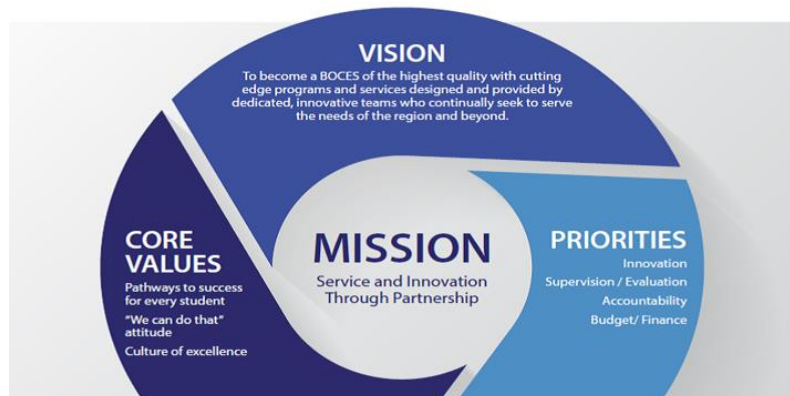 VISION
To become a BOCES of the highest quality with cutting
edge programs and services designed and provided by
dedicated, innovative teams who continually seek to serve
the needs of the region and beyond.
CORE
VALUES
Pathways to success
for every student
"We can do that"
attitude
Culture of excellence
MISSION
Service and Innovation
Through Partnership
PRIORITIES
Innovation
Supervision / Evaluation
Accountability
Budget/ Finance